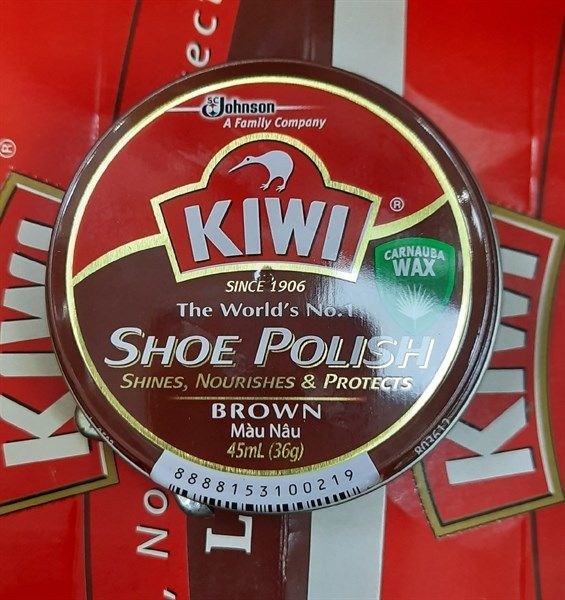 SC Johnson
A Family Company
KIWI
®
CARNAUBA
WAX
SINCE 1906
The World's No.1
SHOE POLISH
SHINES, NOURISHES & PROTECTS
BROWN
Màu Nâu
45mL (36g)
8888153100219
KIWI
®
KIWI
No
L